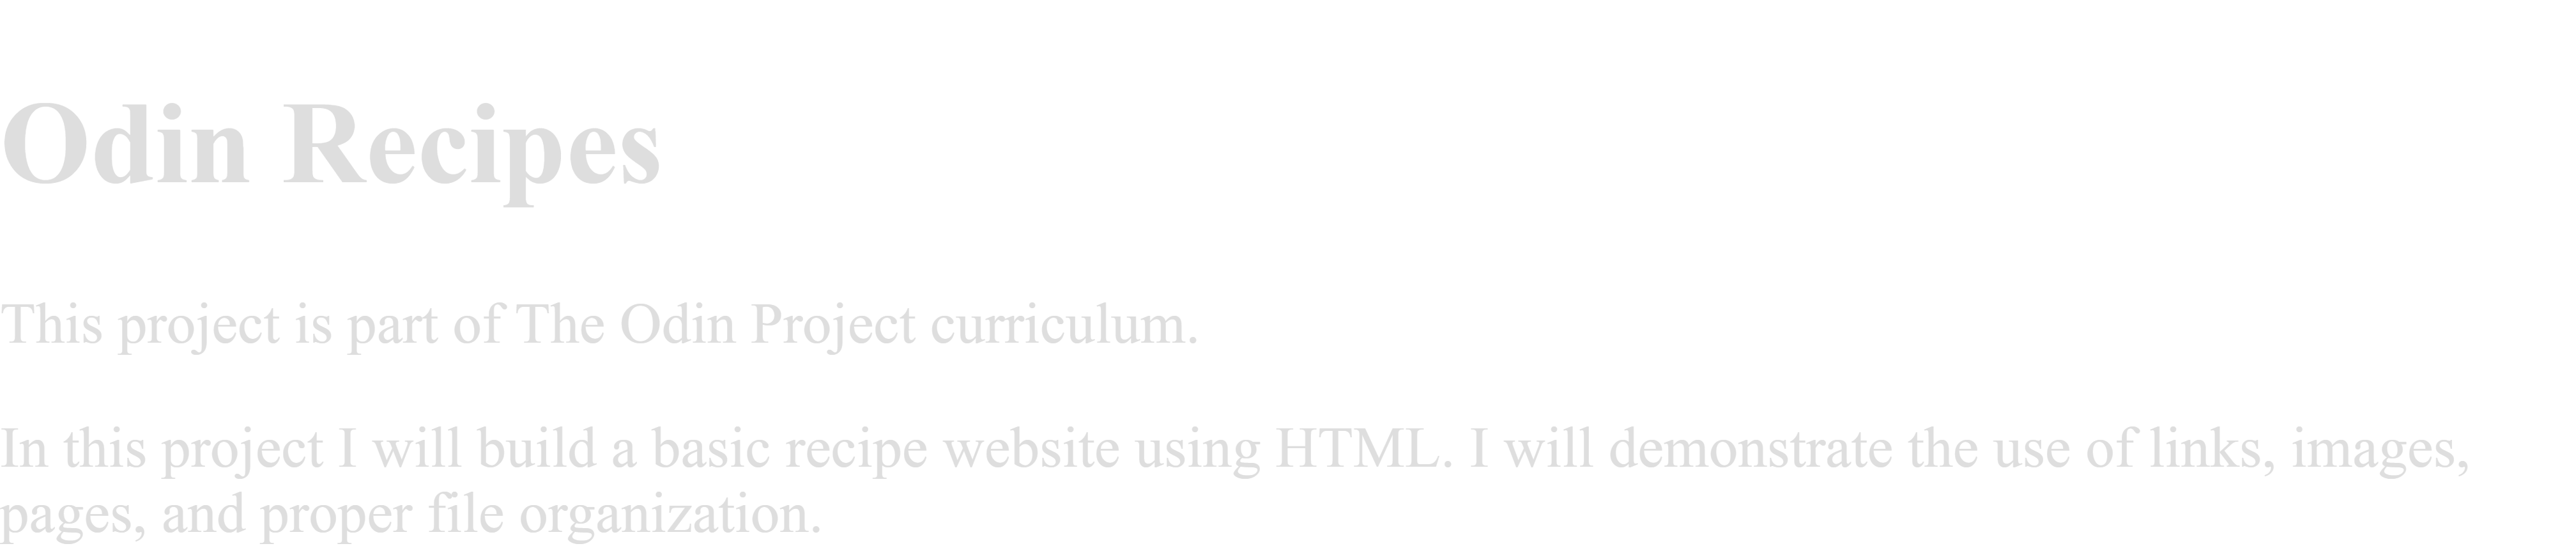 Odin Recipes
This project is part of The Odin Project curriculum.
In this project I will build a basic recipe website using HTML. I will demonstrate the use of links, images,
pages, and proper file organization.